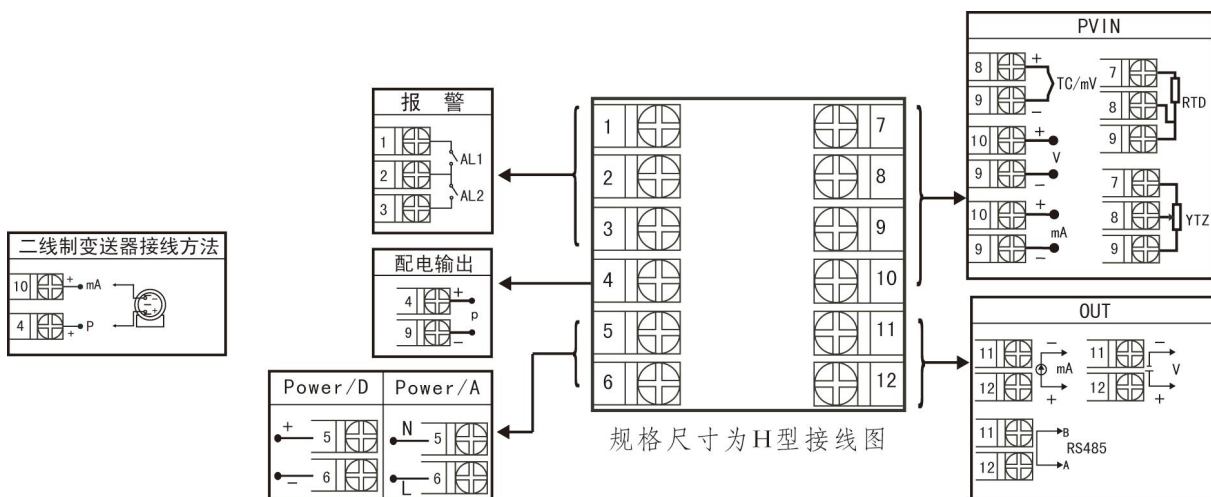 二线制变送器接线方法
10 + mA
4 + P
报 警
1
2
3
AL1
AL2
配电输出
4 +
p
9 −
Power/D
+ 5
− 6
Power/A
N 5
L 6
1
2
3
4
5
6
7
8
9
10
11
12
规格尺寸为H型接线图
PVIN
8 +
TC/mV
9 −
10 +
V
9 −
10 +
mA
9 −
7
8
9
RTD
7
8
9
YTZ
OUT
11 −
mA
12 +
11 −
V
12 +
11 B
RS485
12 A